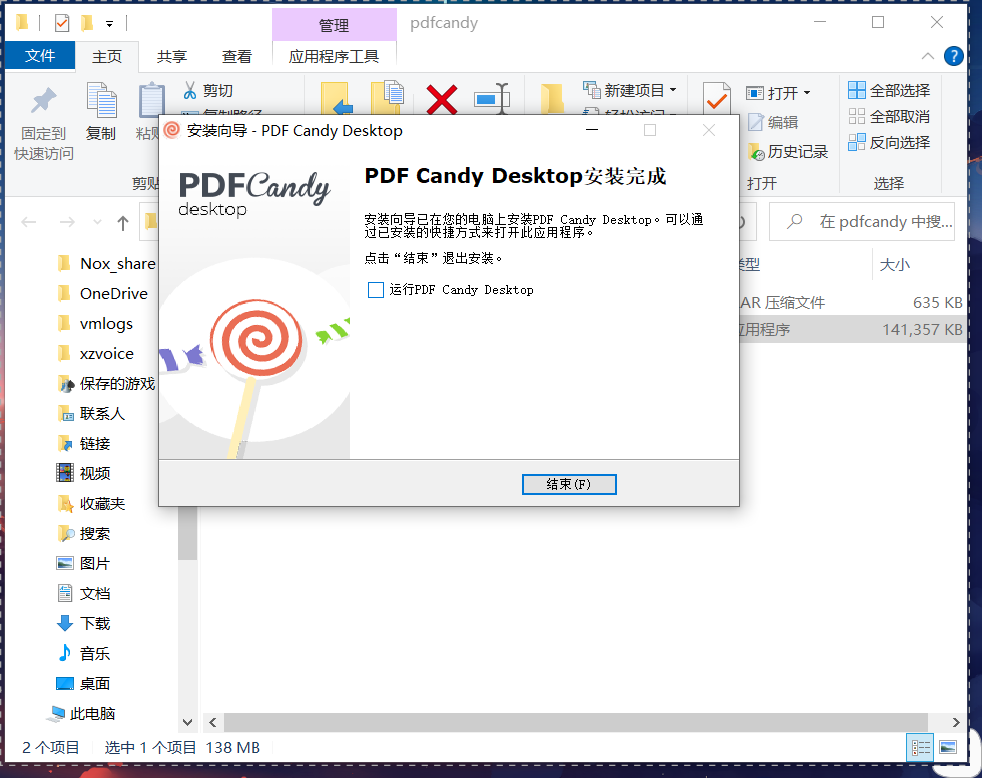 管理
pdfcandy
文件
主页
共享
查看
应用程序工具
固定到
快速访问
复制
剪切
新建项目
打开
编辑
历史记录
全部选择
全部取消
反向选择
打开
选择
安装向导 - PDF Candy Desktop
PDFCandy
desktop
PDF Candy Desktop安装完成
安装向导已在您的电脑上安装PDF Candy Desktop。可以通
过已安装的快捷方式来打开此应用程序。
点击“结束”退出安装。
运行PDF Candy Desktop
结束(F)
在 pdfcandy 中搜...
大小
AR 压缩文件
635 KB
用程序
141,357 KB
Nox_share
OneDrive
vmlogs
xzvoice
保存的游戏
联系人
链接
视频
收藏夹
搜索
图片
文档
下载
音乐
桌面
此电脑
2 个项目
选中 1 个项目
138 MB